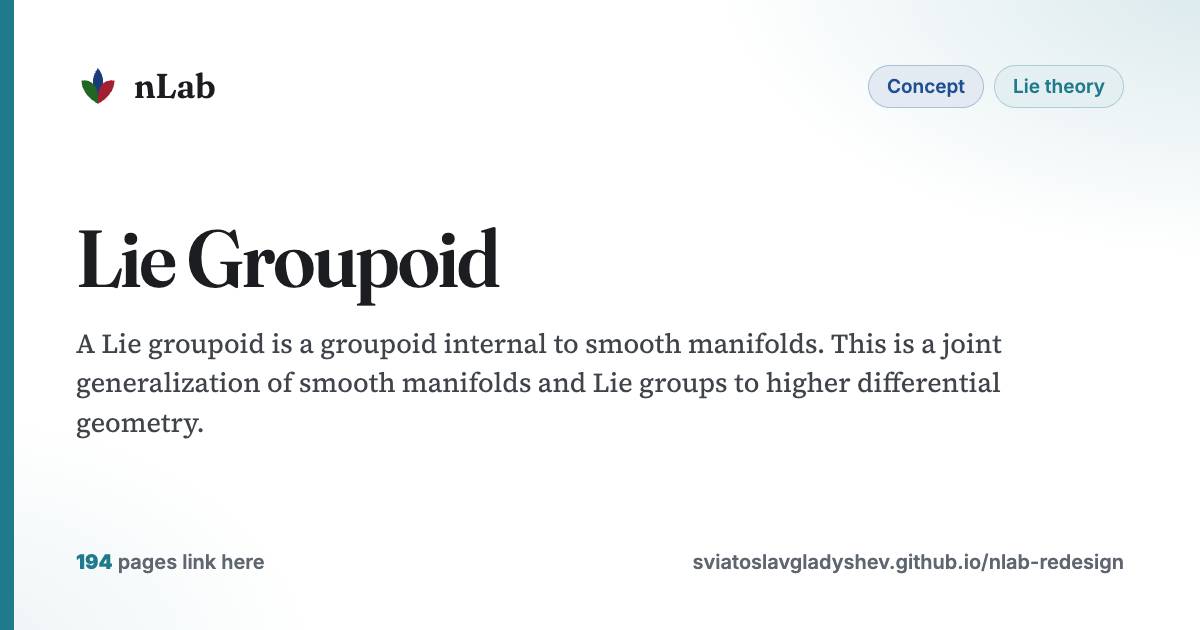 nLab
Concept
Lie theory
Lie Groupoid
A Lie groupoid is a groupoid internal to smooth manifolds. This is a joint
generalization of smooth manifolds and Lie groups to higher differential
geometry.
194 pages link here
sviatoslavgladyshev.github.io/nlab-redesign